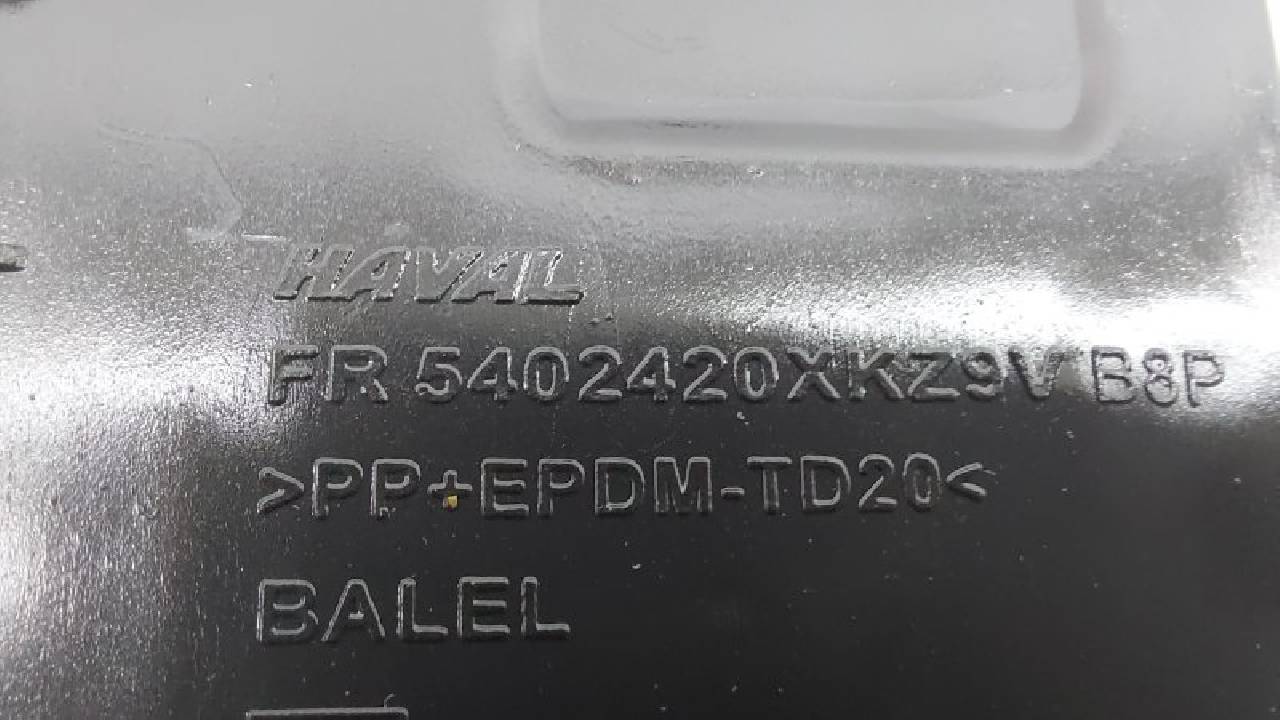 HAVAL
FR 5402420XKZ9V B8P
>PP+EPDM-TD20<
BALEL